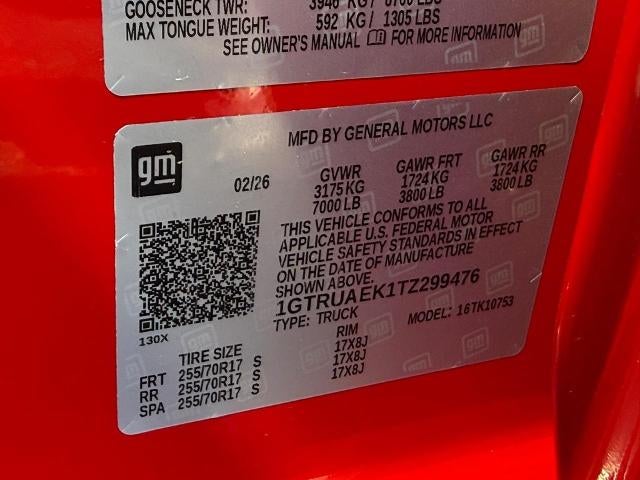 GOOSENECK TWR: 3946 KG / 8700 LBS
MAX TONGUE WEIGHT: 592 KG / 1305 LBS
SEE OWNER'S MANUAL FOR MORE INFORMATION
MFD BY GENERAL MOTORS LLC
gm
02/26
GVWR GAWR FRT GAWR RR
3175 KG 1724 KG 1724 KG
7000 LB 3800 LB 3800 LB
THIS VEHICLE CONFORMS TO ALL
APPLICABLE U.S. FEDERAL MOTOR
VEHICLE SAFETY STANDARDS IN EFFECT
ON THE DATE OF MANUFACTURE
SHOWN ABOVE.
1GTRUAEK1TZ299476
TYPE: TRUCK MODEL: 16TK10753
130X
TIRE SIZE RIM
FRT 255/70R17 S 17X8J
RR 255/70R17 S 17X8J
SPA 255/70R17 S 17X8J